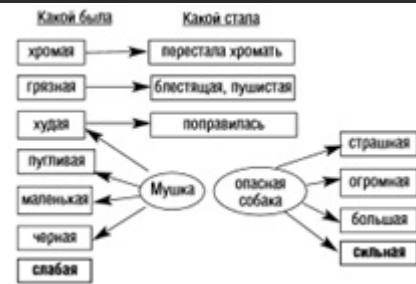 Какой была
Какой стала
хромая
перестала хромать
грязная
блестящая, пушистая
худая
поправилась
пугливая
маленькая
черная
слабая
Мушка
опасная
собака
страшная
огромная
большая
сильная